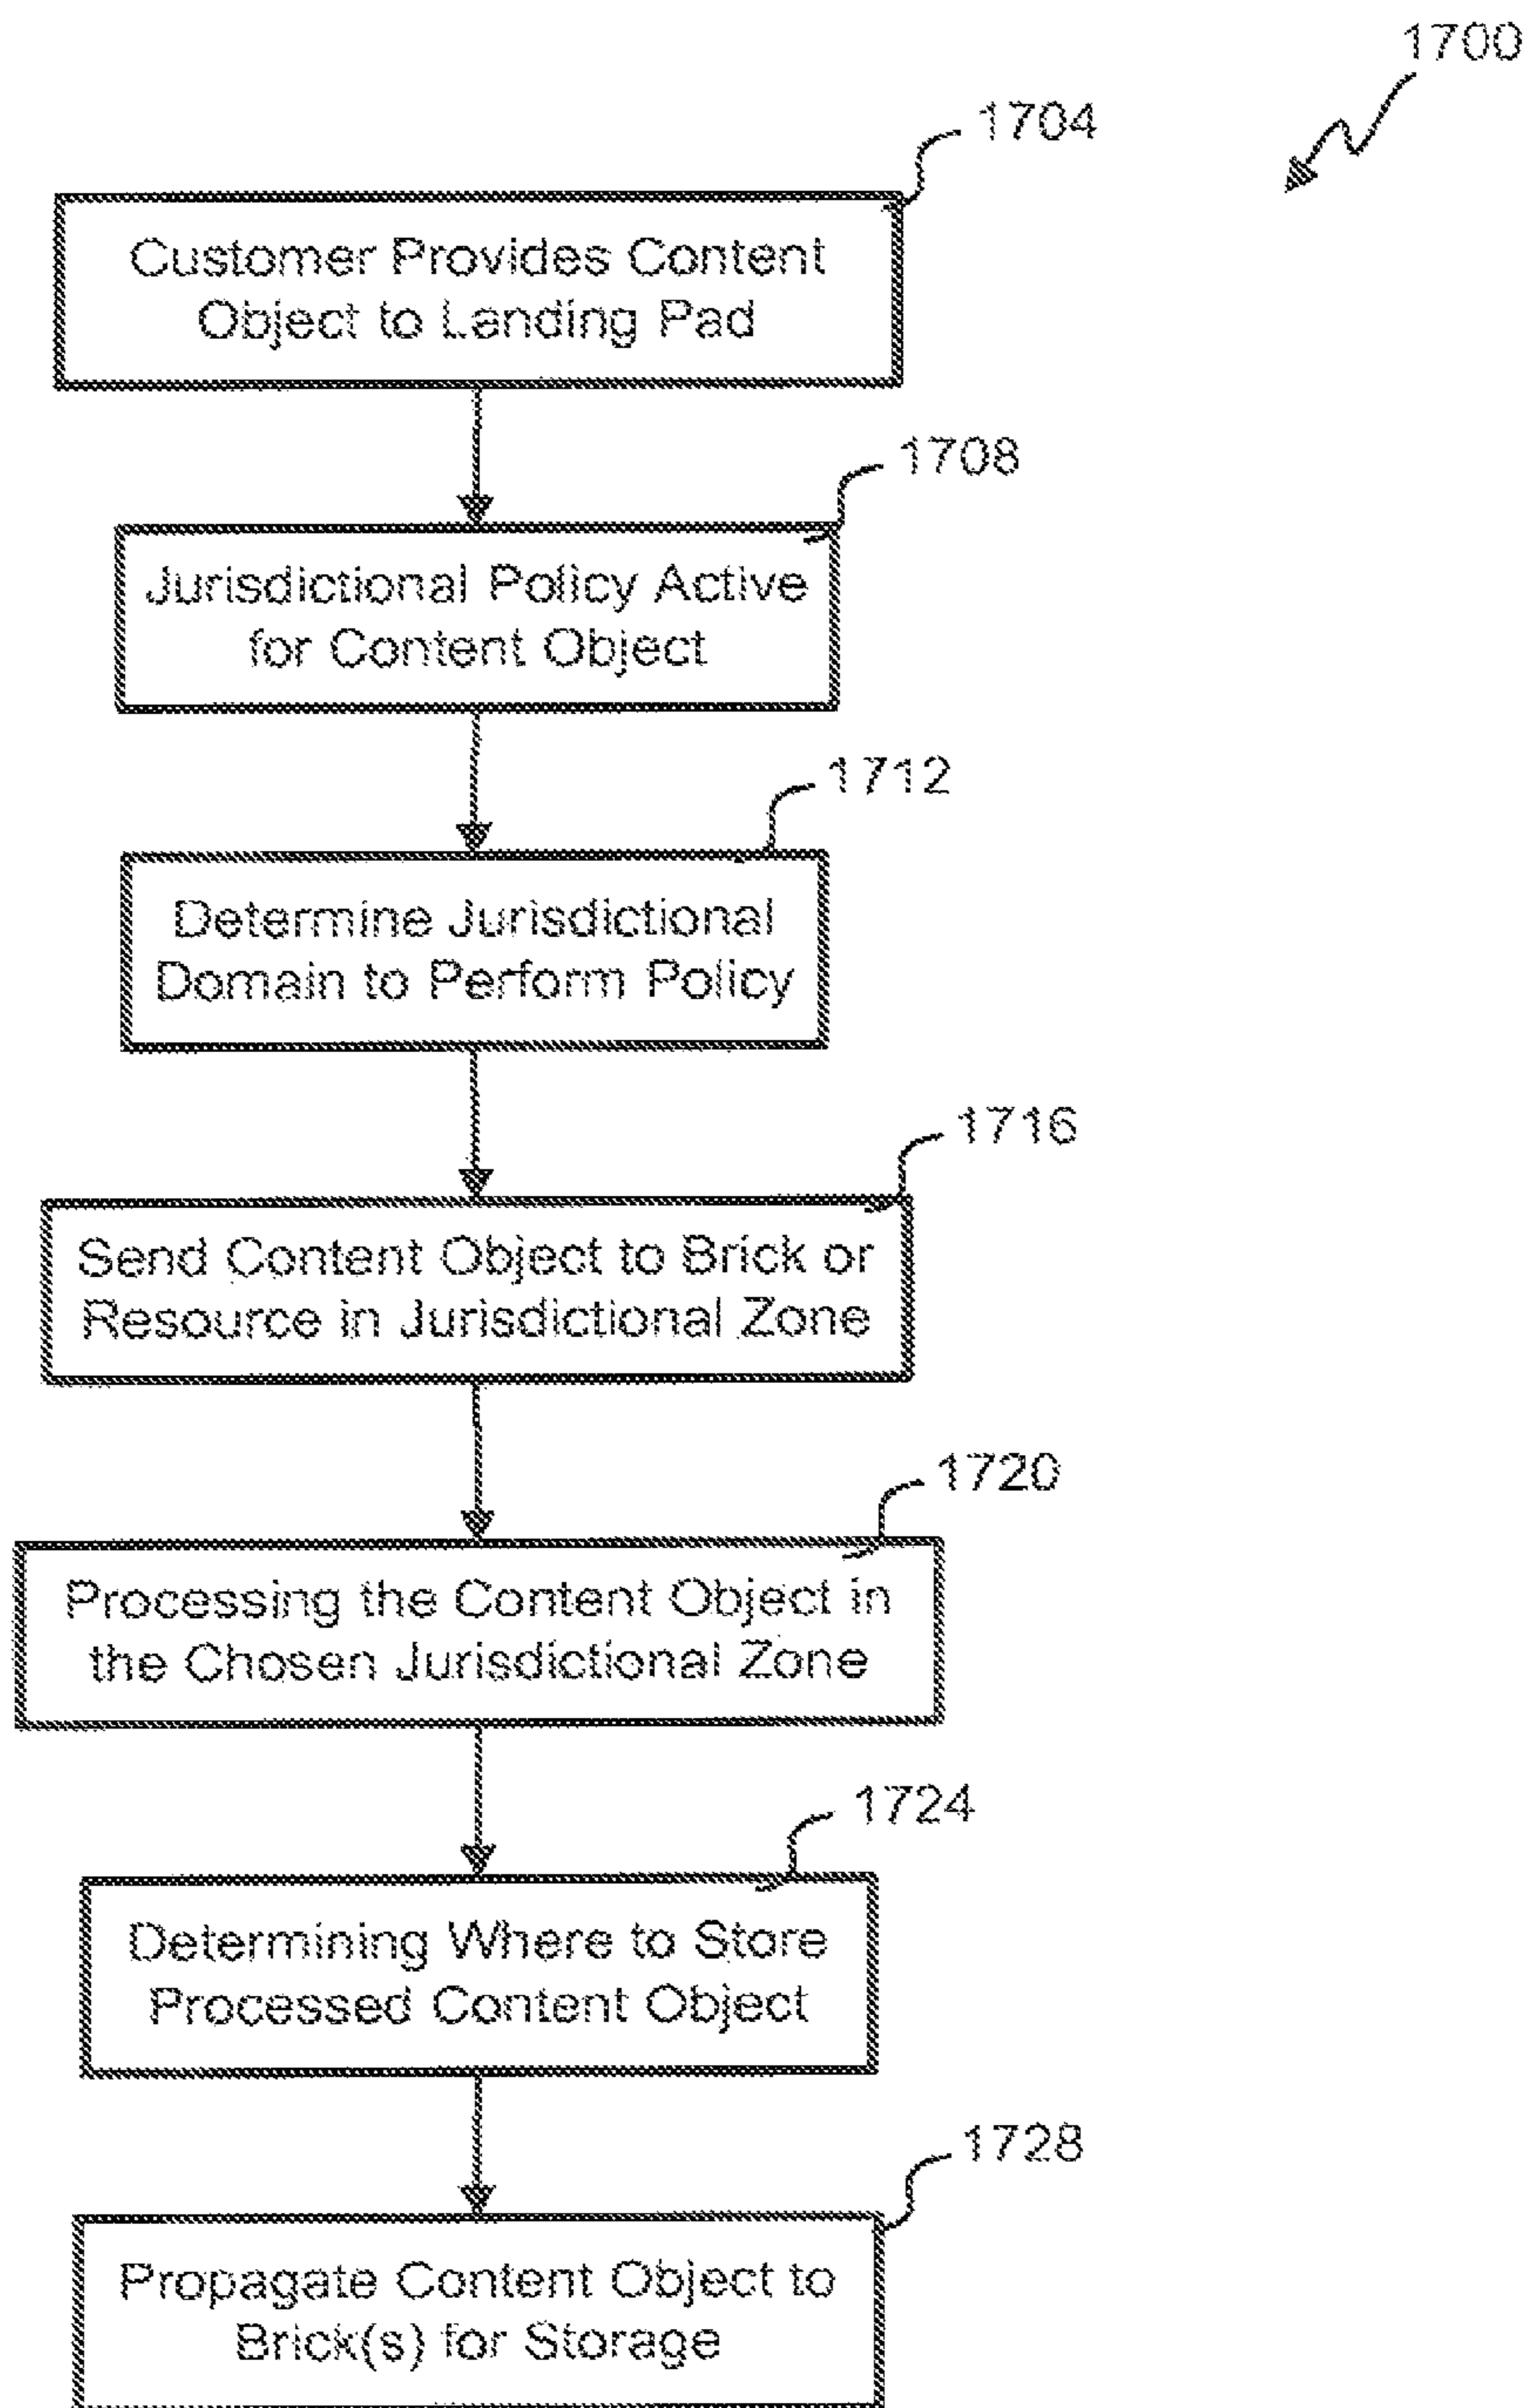 1700
1704
Customer Provides Content
Object to Landing Pad
1708
Jurisdictional Policy Active
for Content Object
1712
Determine Jurisdictional
Domain to Perform Policy
1716
Send Content Object to Brick or
Resource in Jurisdictional Zone
1720
Processing the Content Object in
the Chosen Jurisdictional Zone
1724
Determining Where to Store
Processed Content Object
1728
Propagate Content Object to
Brick(s) for Storage